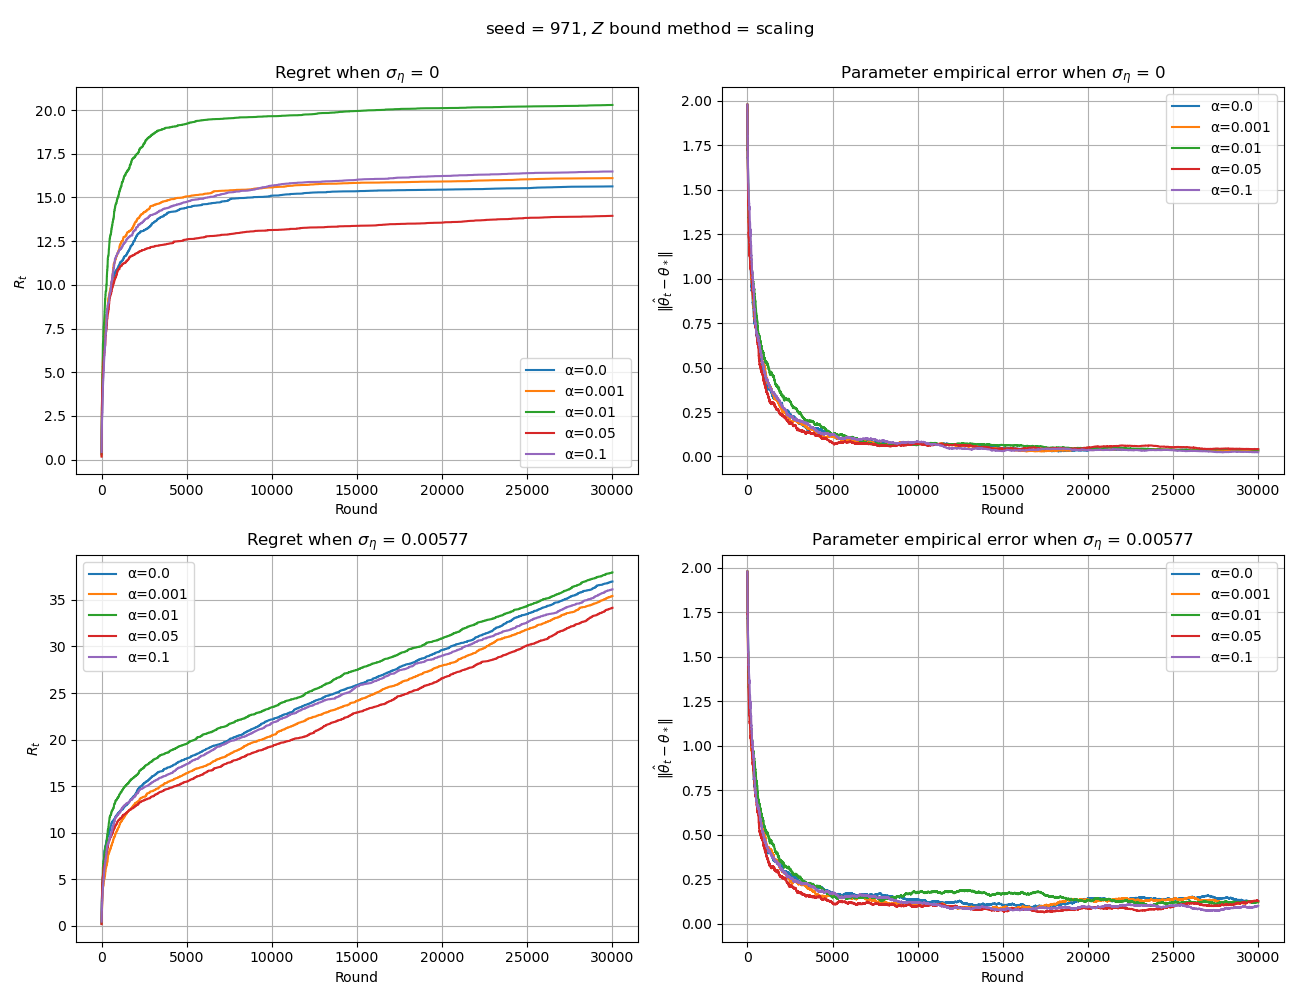 seed = 971, Z bound method = scaling
Regret when σ_η = 0
R_t
20.0
17.5
15.0
12.5
10.0
7.5
5.0
2.5
0.0
α=0.0
α=0.001
α=0.01
α=0.05
α=0.1
0 5000 10000 15000 20000 25000 30000
Round
Parameter empirical error when σ_η = 0
‖θ̂_t − θ_*‖
2.00
1.75
1.50
1.25
1.00
0.75
0.50
0.25
0.00
α=0.0
α=0.001
α=0.01
α=0.05
α=0.1
0 5000 10000 15000 20000 25000 30000
Round
Regret when σ_η = 0.00577
R_t
35
30
25
20
15
10
5
0
α=0.0
α=0.001
α=0.01
α=0.05
α=0.1
0 5000 10000 15000 20000 25000 30000
Round
Parameter empirical error when σ_η = 0.00577
‖θ̂_t − θ_*‖
2.00
1.75
1.50
1.25
1.00
0.75
0.50
0.25
0.00
α=0.0
α=0.001
α=0.01
α=0.05
α=0.1
0 5000 10000 15000 20000 25000 30000
Round